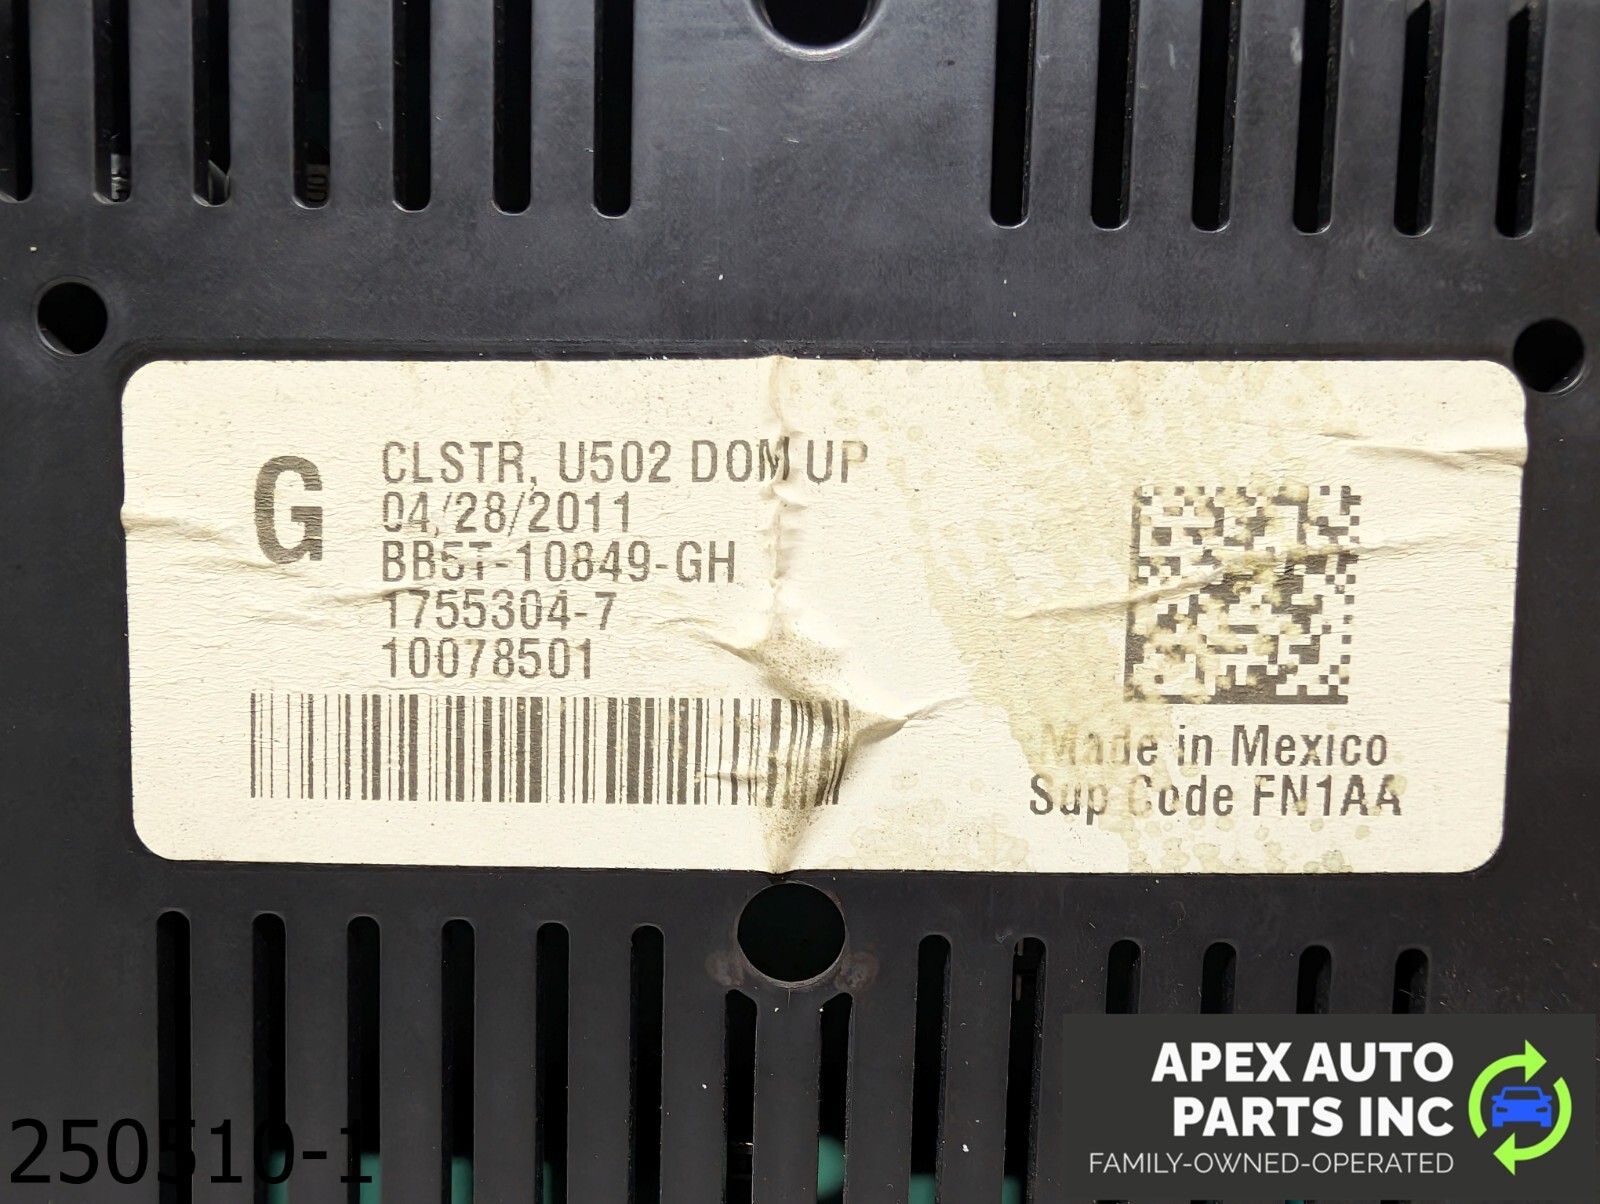 G
CLSTR, U502 DOM UP
04/28/2011
BB5T-10849-GH
1755304-7
10078501
Made in Mexico
Sup Code FN1AA
APEX AUTO
PARTS INC
FAMILY-OWNED-OPERATED
250510-1